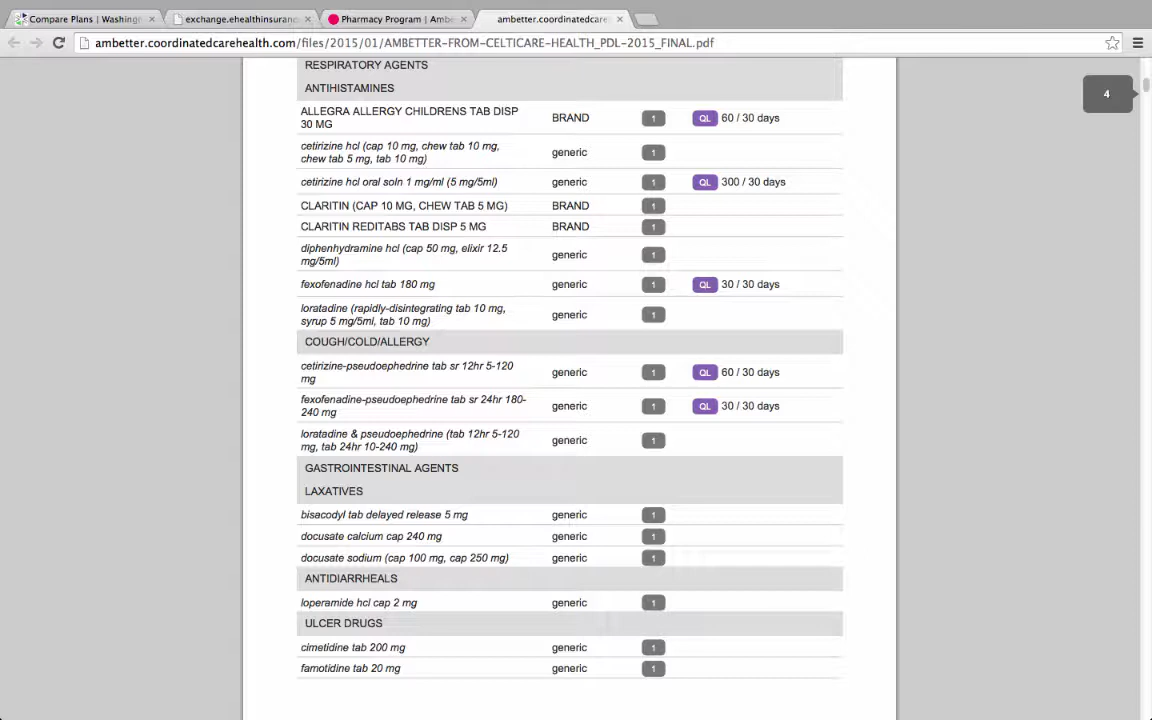 Compare Plans | Washing
exchange.ehealthinsuran
Pharmacy Program | Ambe
ambetter.coordinatedcare
ambetter.coordinatedcarehealth.com/files/2015/01/AMBETTER-FROM-CELTICARE-HEALTH_PDL-2015_FINAL.pdf
4
RESPIRATORY AGENTS
ANTIHISTAMINES
ALLEGRA ALLERGY CHILDRENS TAB DISP
30 MG
BRAND 1 QL 60 / 30 days
cetirizine hcl (cap 10 mg, chew tab 10 mg,
chew tab 5 mg, tab 10 mg)
generic 1
cetirizine hcl oral soln 1 mg/ml (5 mg/5ml) generic 1 QL 300 / 30 days
CLARITIN (CAP 10 MG, CHEW TAB 5 MG) BRAND 1
CLARITIN REDITABS TAB DISP 5 MG BRAND 1
diphenhydramine hcl (cap 50 mg, elixir 12.5
mg/5ml)
generic 1
fexofenadine hcl tab 180 mg generic 1 QL 30 / 30 days
loratadine (rapidly-disintegrating tab 10 mg,
syrup 5 mg/5ml, tab 10 mg)
generic 1
COUGH/COLD/ALLERGY
cetirizine-pseudoephedrine tab sr 12hr 5-120
mg
generic 1 QL 60 / 30 days
fexofenadine-pseudoephedrine tab sr 24hr 180-
240 mg
generic 1 QL 30 / 30 days
loratadine & pseudoephedrine (tab 12hr 5-120
mg, tab 24hr 10-240 mg)
generic 1
GASTROINTESTINAL AGENTS
LAXATIVES
bisacodyl tab delayed release 5 mg generic 1
docusate calcium cap 240 mg generic 1
docusate sodium (cap 100 mg, cap 250 mg) generic 1
ANTIDIARRHEALS
loperamide hcl cap 2 mg generic 1
ULCER DRUGS
cimetidine tab 200 mg generic 1
famotidine tab 20 mg generic 1